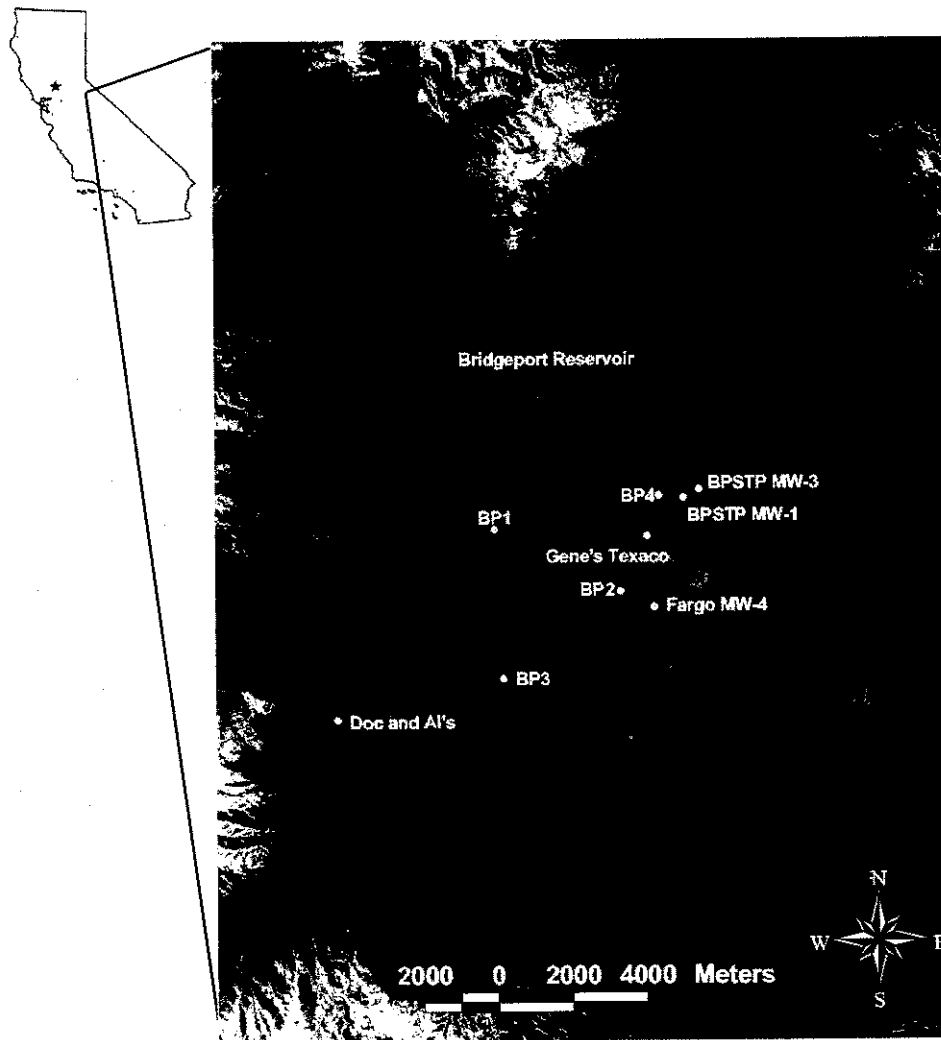 Bridgeport Reservoir
BPSTP MW-3
BP4
BPSTP MW-1
BP1
Gene's Texaco
BP2
Fargo MW-4
BP3
Doc and Al's
N
W
E
S
2000 0 2000 4000 Meters